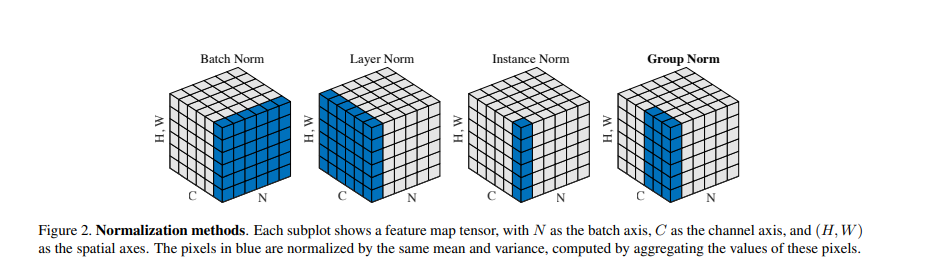 Batch Norm
Layer Norm
Instance Norm
Group Norm
H, W
H, W
H, W
H, W
C
N
C
N
C
N
C
N
Figure 2. Normalization methods. Each subplot shows a feature map tensor, with N as the batch axis, C as the channel axis, and (H, W)
as the spatial axes. The pixels in blue are normalized by the same mean and variance, computed by aggregating the values of these pixels.